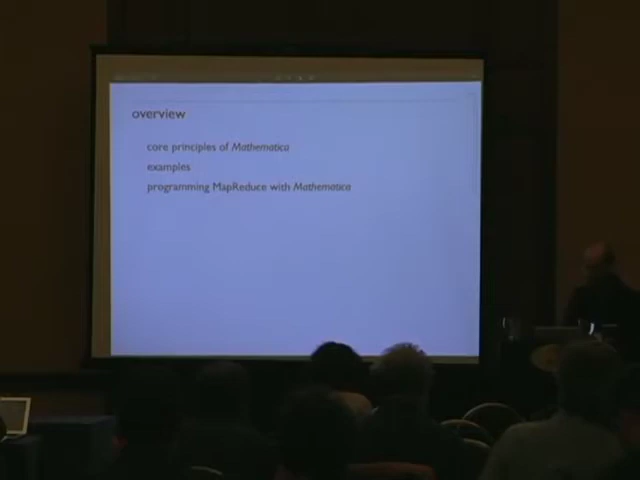 overview
core principles of Mathematica
examples
programming MapReduce with Mathematica